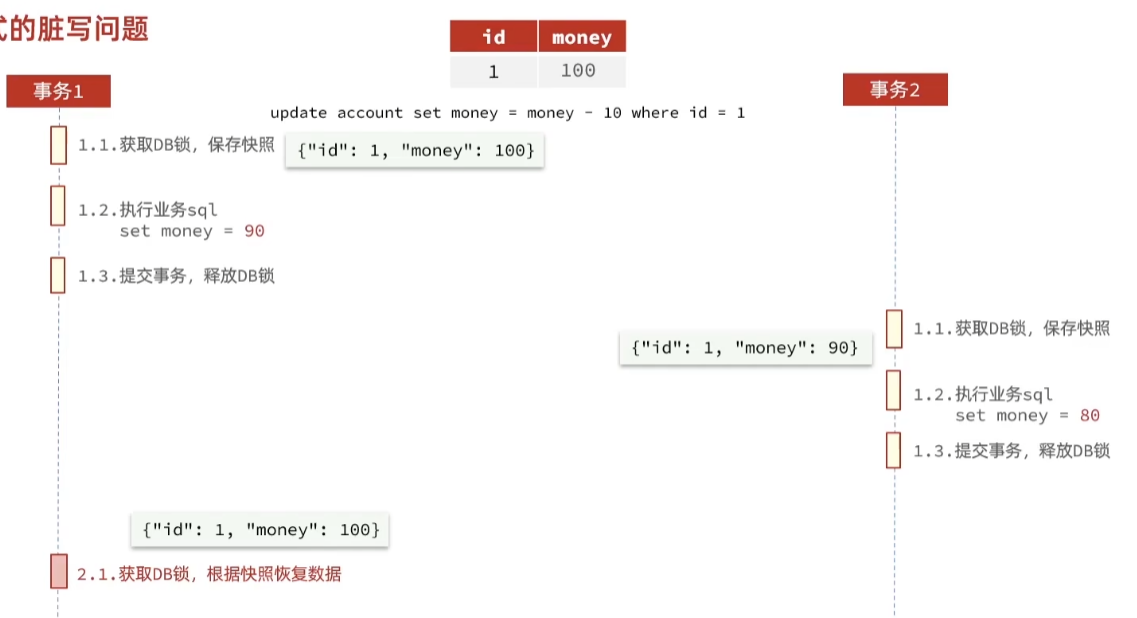 式的脏写问题
id money
1 100
事务1
事务2
update account set money = money - 10 where id = 1
1.1.获取DB锁，保存快照
{"id": 1, "money": 100}
1.2.执行业务sql
set money = 90
1.3.提交事务，释放DB锁
1.1.获取DB锁，保存快照
{"id": 1, "money": 90}
1.2.执行业务sql
set money = 80
1.3.提交事务，释放DB锁
{"id": 1, "money": 100}
2.1.获取DB锁，根据快照恢复数据